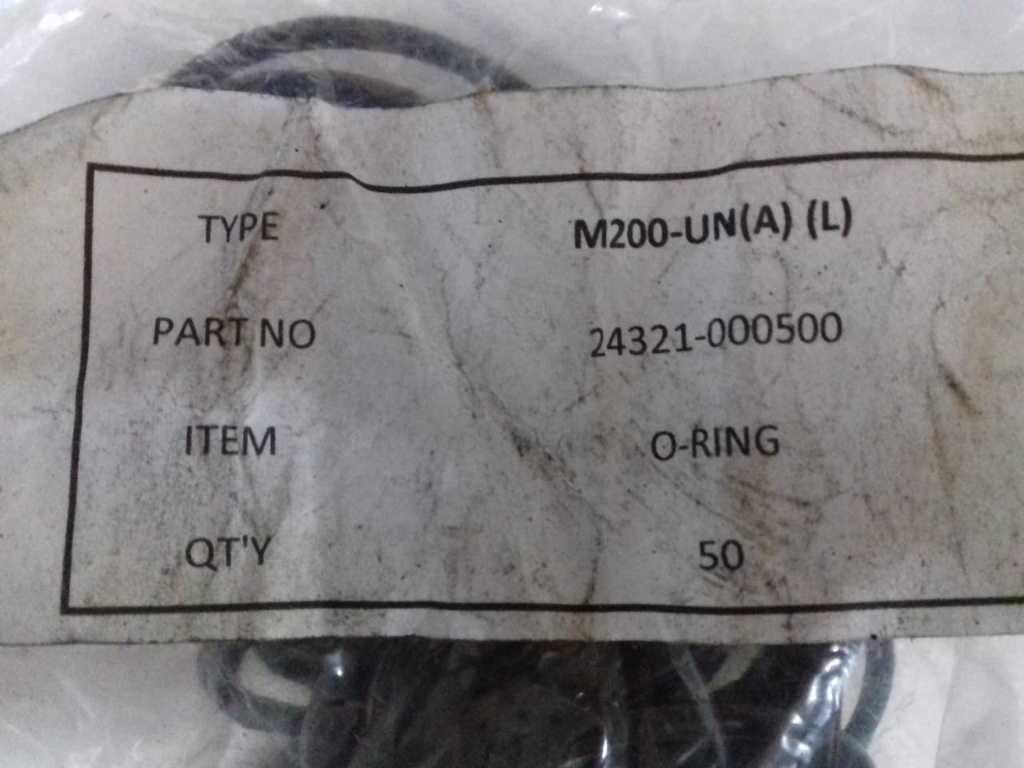 TYPE M200-UN(A) (L)
PART NO 24321-000500
ITEM O-RING
QT'Y 50